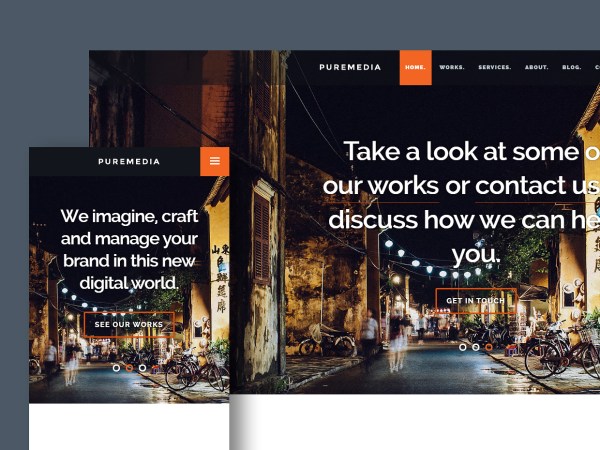 PUREMEDIA
HOME. WORKS. SERVICES. ABOUT. BLOG.
Take a look at some o
our works or contact us
discuss how we can he
you.
GET IN TOUCH
PUREMEDIA
We imagine, craft
and manage your
brand in this new
digital world.
SEE OUR WORKS